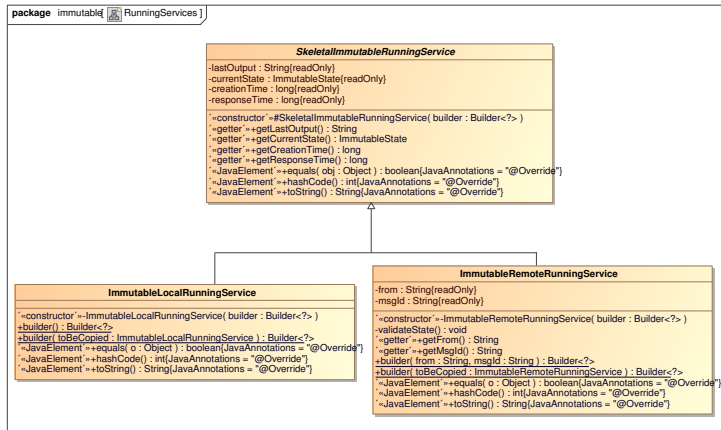 package immutable[ RunningServices ]
SkeletalImmutableRunningService
-lastOutput : String{readOnly}
-currentState : ImmutableState{readOnly}
-creationTime : long{readOnly}
-responseTime : long{readOnly}
´«constructor´»#SkeletalImmutableRunningService( builder : Builder<?> )
´«getter´»+getLastOutput() : String
´«getter´»+getCurrentState() : ImmutableState
´«getter´»+getCreationTime() : long
´«getter´»+getResponseTime() : long
´«JavaElement´»+equals( obj : Object ) : boolean{JavaAnnotations = "@Override"}
´«JavaElement´»+hashCode() : int{JavaAnnotations = "@Override"}
´«JavaElement´»+toString() : String{JavaAnnotations = "@Override"}
ImmutableLocalRunningService
´«constructor´»-ImmutableLocalRunningService( builder : Builder<?> )
+builder() : Builder<?>
+builder( toBeCopied : ImmutableLocalRunningService ) : Builder<?>
´«JavaElement´»+equals( o : Object ) : boolean{JavaAnnotations = "@Override"}
´«JavaElement´»+hashCode() : int{JavaAnnotations = "@Override"}
´«JavaElement´»+toString() : String{JavaAnnotations = "@Override"}
ImmutableRemoteRunningService
-from : String{readOnly}
-msgId : String{readOnly}
´«constructor´»-ImmutableRemoteRunningService( builder : Builder<?> )
-validateState() : void
´«getter´»+getFrom() : String
´«getter´»+getMsgId() : String
+builder( from : String, msgId : String ) : Builder<?>
+builder( toBeCopied : ImmutableRemoteRunningService ) : Builder<?>
´«JavaElement´»+equals( o : Object ) : boolean{JavaAnnotations = "@Override"}
´«JavaElement´»+hashCode() : int{JavaAnnotations = "@Override"}
´«JavaElement´»+toString() : String{JavaAnnotations = "@Override"}